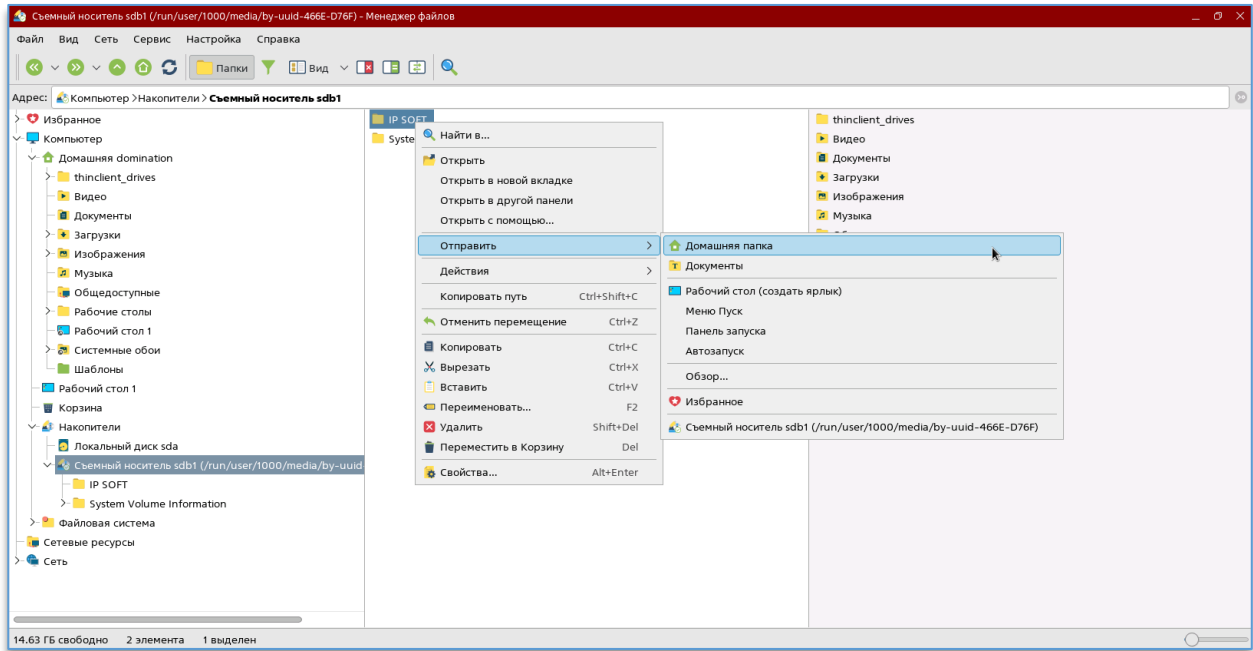 Съемный носитель sdb1 (/run/user/1000/media/by-uuid-466E-D76F) - Менеджер файлов
Файл Вид Сеть Сервис Настройка Справка
Папки Вид
Адрес: Компьютер > Накопители > Съемный носитель sdb1
Избранное
Компьютер
Домашняя domination
thinclient_drives
Видео
Документы
Загрузки
Изображения
Музыка
Общедоступные
Рабочие столы
Рабочий стол 1
Системные обои
Шаблоны
Рабочий стол 1
Корзина
Накопители
Локальный диск sda
Съемный носитель sdb1 (/run/user/1000/media/by-uuid-
IP SOFT
System Volume Information
Файловая система
Сетевые ресурсы
Сеть
IP SOFT
Syste
Найти в...
Открыть
Открыть в новой вкладке
Открыть в другой панели
Открыть с помощью...
Отправить
Действия
Копировать путь Ctrl+Shift+C
Отменить перемещение Ctrl+Z
Копировать Ctrl+C
Вырезать Ctrl+X
Вставить Ctrl+V
Переименовать... F2
Удалить Shift+Del
Переместить в Корзину Del
Свойства... Alt+Enter
Домашняя папка
Документы
Рабочий стол (создать ярлык)
Меню Пуск
Панель запуска
Автозапуск
Обзор...
Избранное
Съемный носитель sdb1 (/run/user/1000/media/by-uuid-466E-D76F)
thinclient_drives
Видео
Документы
Загрузки
Изображения
Музыка
14.63 ГБ свободно 2 элемента 1 выделен